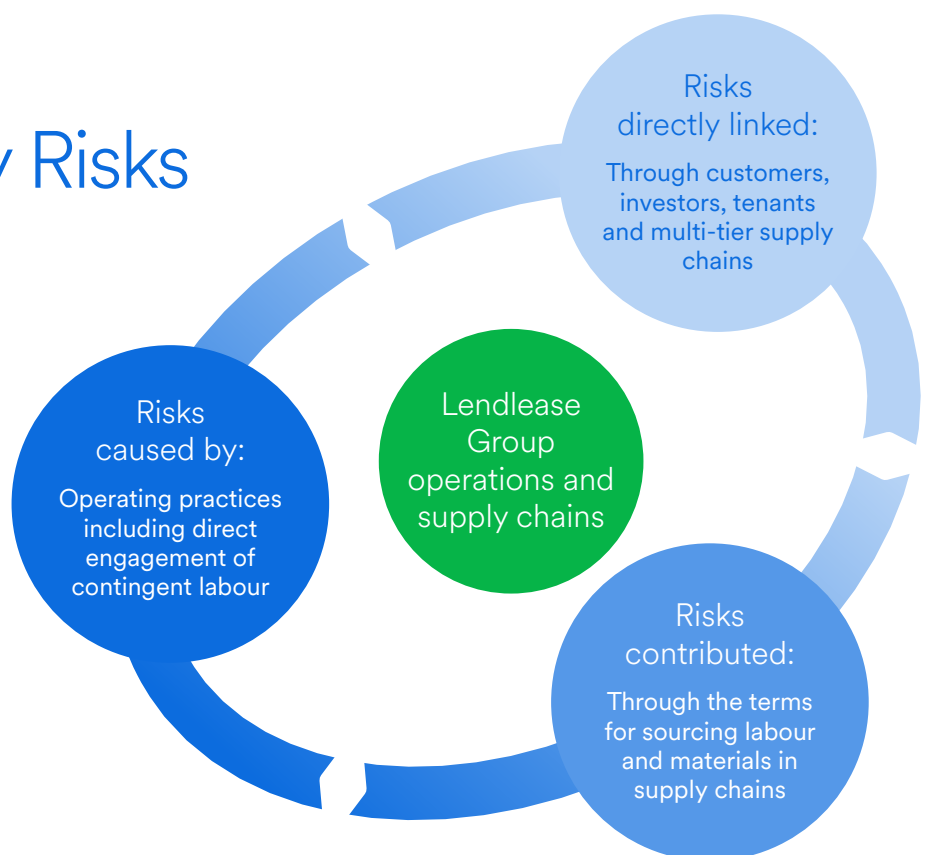 y Risks
Risks
directly linked:
Through customers,
investors, tenants
and multi-tier supply
chains
Lendlease
Group
operations and
supply chains
Risks
caused by:
Operating practices
including direct
engagement of
contingent labour
Risks
contributed:
Through the terms
for sourcing labour
and materials in
supply chains